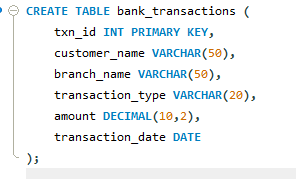 CREATE TABLE bank_transactions (
txn_id INT PRIMARY KEY,
customer_name VARCHAR(50),
branch_name VARCHAR(50),
transaction_type VARCHAR(20),
amount DECIMAL(10,2),
transaction_date DATE
);